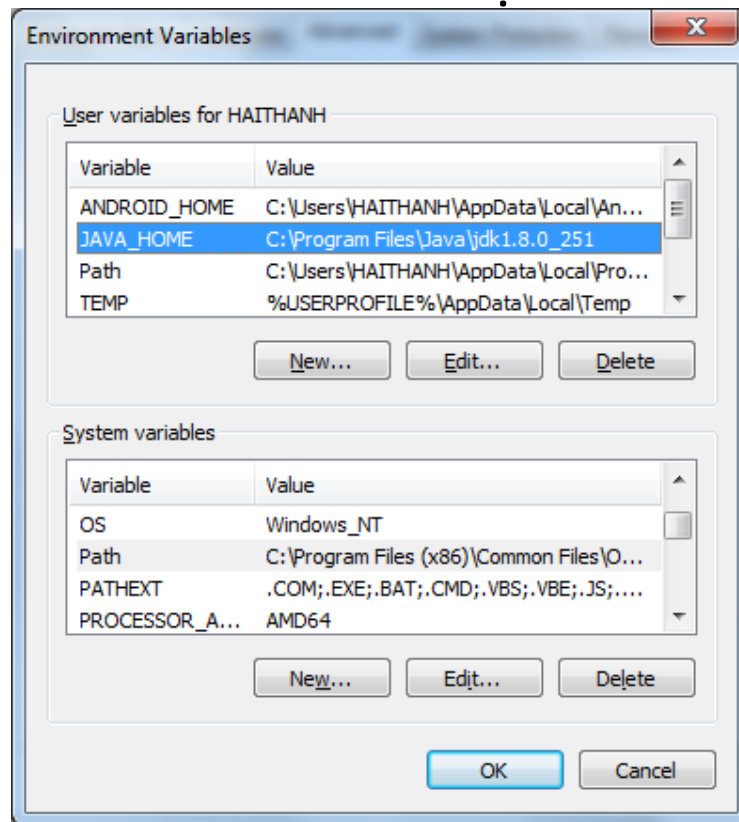 Environment Variables
User variables for HAITHANH
Variable Value
ANDROID_HOME C:\Users\HAITHANH\AppData\Local\An...
JAVA_HOME C:\Program Files\Java\jdk1.8.0_251
Path C:\Users\HAITHANH\AppData\Local\Pro...
TEMP %USERPROFILE%\AppData\Local\Temp
New... Edit... Delete
System variables
Variable Value
OS Windows_NT
Path C:\Program Files (x86)\Common Files\O...
PATHEXT .COM;.EXE;.BAT;.CMD;.VBS;.VBE;.JS;....
PROCESSOR_A... AMD64
New... Edit... Delete
OK Cancel